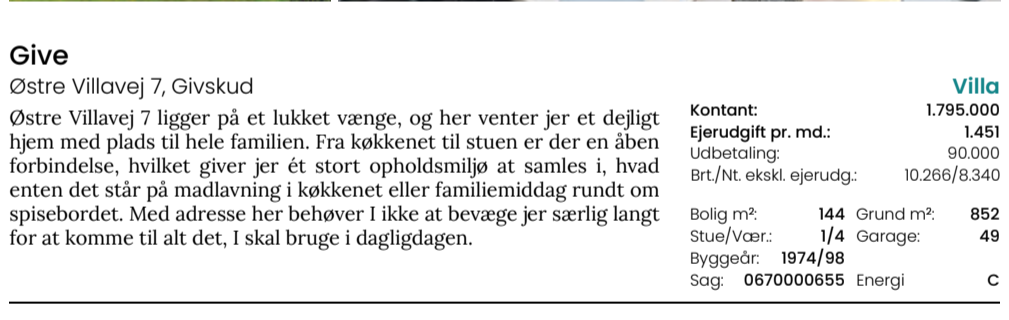 Give
Østre Villavej 7, Givskud
Østre Villavej 7 ligger på et lukket vænge, og her venter jer et dejligt
hjem med plads til hele familien. Fra køkkenet til stuen er der en åben
forbindelse, hvilket giver jer ét stort opholdsmiljø at samles i, hvad
enten det står på madlavning i køkkenet eller familiemiddag rundt om
spisebordet. Med adresse her behøver I ikke at bevæge jer særlig langt
for at komme til alt det, I skal bruge i dagligdagen.
Villa
Kontant: 1.795.000
Ejerudgift pr. md.: 1.451
Udbetaling: 90.000
Brt./Nt. ekskl. ejerudg.: 10.266/8.340
Bolig m²: 144 Grund m²: 852
Stue/Vær.: 1/4 Garage: 49
Byggeår: 1974/98
Sag: 0670000655 Energi C